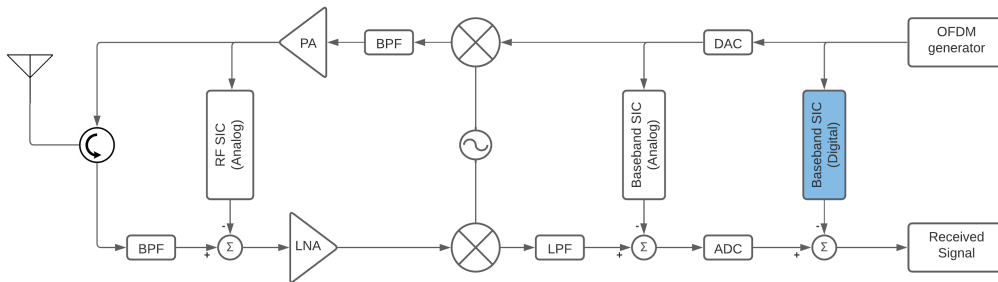 OFDM
generator
DAC
BPF
PA
RF SIC
(Analog)
Baseband SIC
(Analog)
Baseband SIC
(Digital)
-
-
-
BPF
+
Σ
LNA
LPF
+
Σ
ADC
+
Σ
Received
Signal